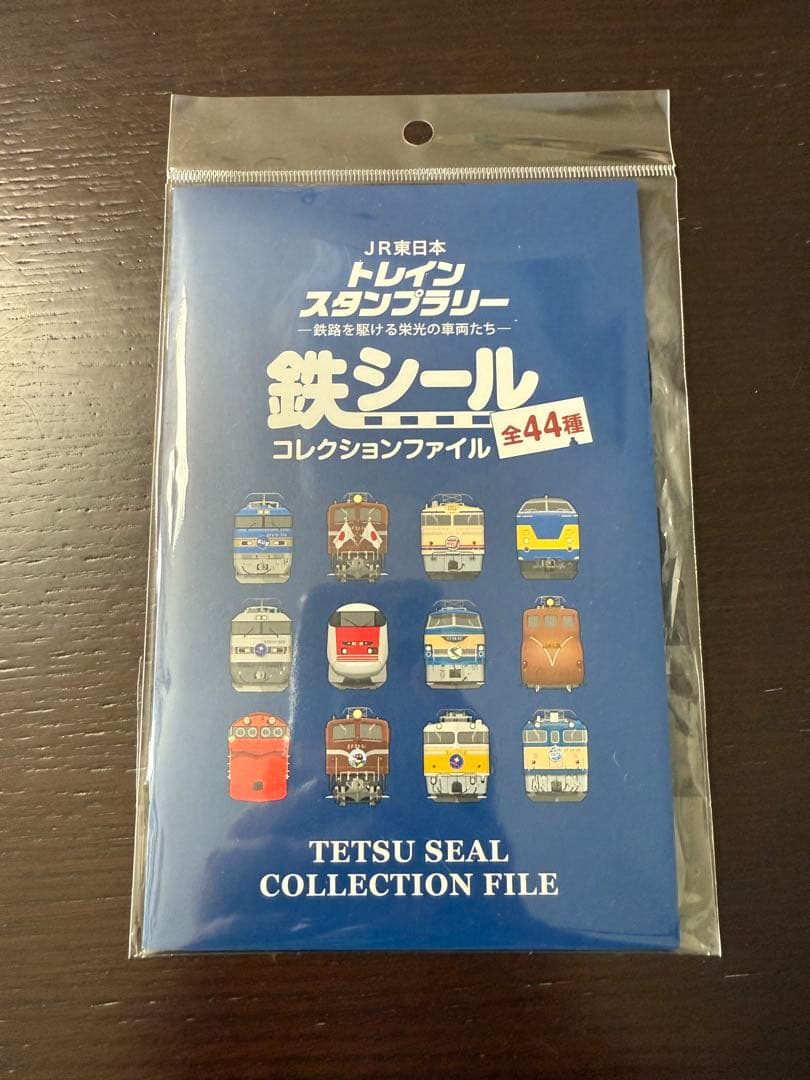 JR東日本
トレイン
スタンプラリー
―鉄路を駆ける栄光の車両たち―
鉄シール
コレクションファイル
全44種
TETSU SEAL
COLLECTION FILE